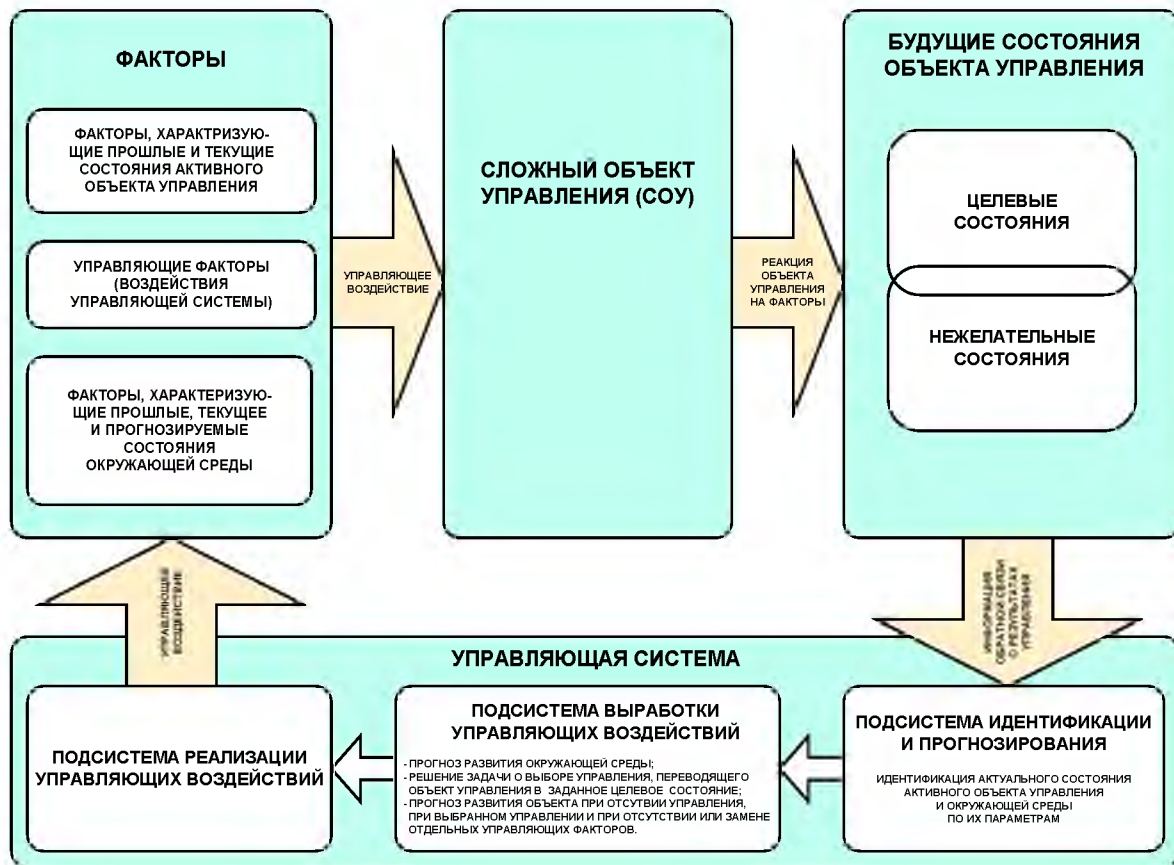 ФАКТОРЫ
ФАКТОРЫ, ХАРАКТРИЗУЮ-
ЩИЕ ПРОШЛЫЕ И ТЕКУЩИЕ
СОСТОЯНИЯ АКТИВНОГО
ОБЪЕКТА УПРАВЛЕНИЯ
УПРАВЛЯЮЩИЕ ФАКТОРЫ
(ВОЗДЕЙСТВИЯ
УПРАВЛЯЮЩЕЙ СИСТЕМЫ)
ФАКТОРЫ, ХАРАКТЕРИЗУЮ-
ЩИЕ ПРОШЛЫЕ, ТЕКУЩЕЕ
И ПРОГНОЗИРУЕМЫЕ
СОСТОЯНИЯ
ОКРУЖАЮЩЕЙ СРЕДЫ
УПРАВЛЯЮЩЕЕ
ВОЗДЕЙСТВИЕ
СЛОЖНЫЙ ОБЪЕКТ
УПРАВЛЕНИЯ (СОУ)
РЕАКЦИЯ
ОБЪЕКТА
УПРАВЛЕНИЯ
НА ФАКТОРЫ
БУДУЩИЕ СОСТОЯНИЯ
ОБЪЕКТА УПРАВЛЕНИЯ
ЦЕЛЕВЫЕ
СОСТОЯНИЯ
НЕЖЕЛАТЕЛЬНЫЕ
СОСТОЯНИЯ
УПРАВЛЯЮЩЕЕ
ВОЗДЕЙСТВИЕ
ИНФОРМАЦИЯ
ОБРАТНОЙ СВЯЗИ
О РЕЗУЛЬТАТАХ
УПРАВЛЕНИЯ
УПРАВЛЯЮЩАЯ СИСТЕМА
ПОДСИСТЕМА РЕАЛИЗАЦИИ
УПРАВЛЯЮЩИХ ВОЗДЕЙСТВИЙ
ПОДСИСТЕМА ВЫРАБОТКИ
УПРАВЛЯЮЩИХ ВОЗДЕЙСТВИЙ
- ПРОГНОЗ РАЗВИТИЯ ОКРУЖАЮЩЕЙ СРЕДЫ;
- РЕШЕНИЕ ЗАДАЧИ О ВЫБОРЕ УПРАВЛЕНИЯ, ПЕРЕВОДЯЩЕГО
ОБЪЕКТ УПРАВЛЕНИЯ В ЗАДАННОЕ ЦЕЛЕВОЕ СОСТОЯНИЕ;
- ПРОГНОЗ РАЗВИТИЯ ОБЪЕКТА ПРИ ОТСУТВИИ УПРАВЛЕНИЯ,
ПРИ ВЫБРАННОМ УПРАВЛЕНИИ И ПРИ ОТСУТСТВИИ ИЛИ ЗАМЕНЕ
ОТДЕЛЬНЫХ УПРАВЛЯЮЩИХ ФАКТОРОВ.
ПОДСИСТЕМА ИДЕНТИФИКАЦИИ
И ПРОГНОЗИРОВАНИЯ
ИДЕНТИФИКАЦИЯ АКТУАЛЬНОГО СОСТОЯНИЯ
АКТИВНОГО ОБЪЕКТА УПРАВЛЕНИЯ
И ОКРУЖАЮЩЕЙ СРЕДЫ
ПО ИХ ПАРАМЕТРАМ